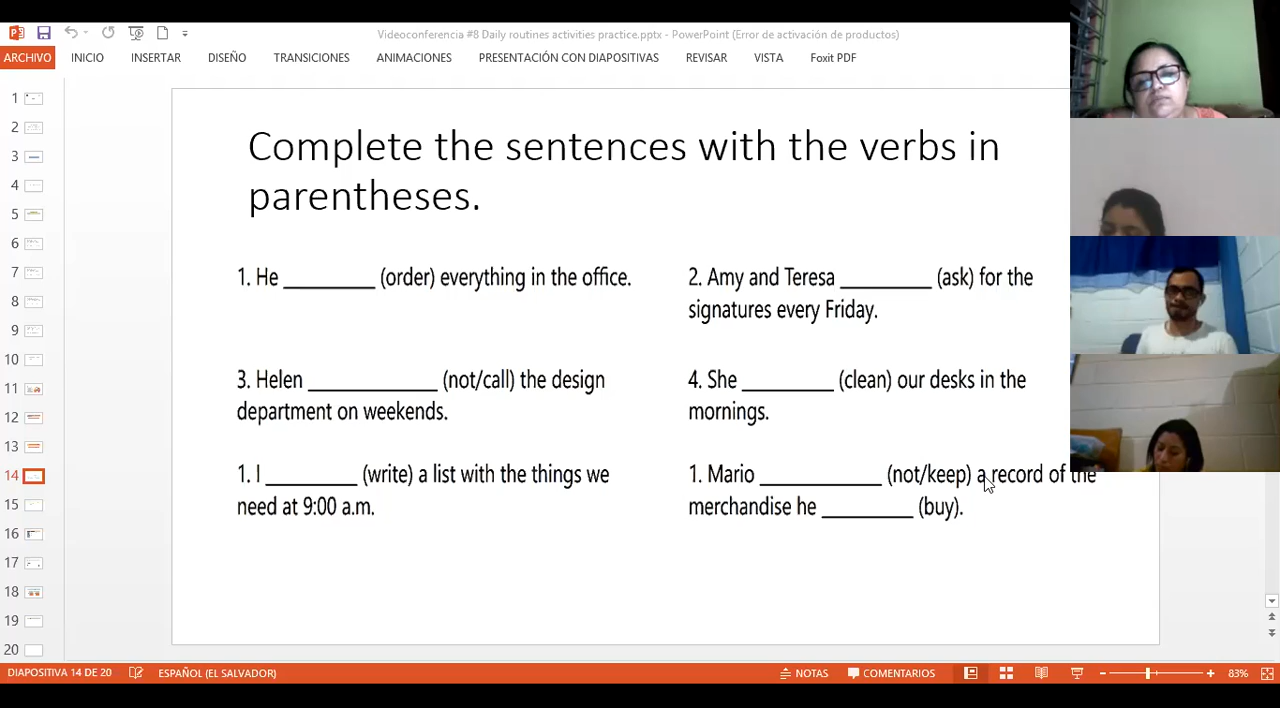 Videoconferencia #8 Daily routines activities practice.pptx - PowerPoint (Error de activación de productos)
ARCHIVO INICIO INSERTAR DISEÑO TRANSICIONES ANIMACIONES PRESENTACIÓN CON DIAPOSITIVAS REVISAR VISTA Foxit PDF
1
2
3
4
5
6
7
8
9
10
11
12
13
14
15
16
17
18
19
20
Complete the sentences with the verbs in
parentheses.
1. He _________ (order) everything in the office.
2. Amy and Teresa _________ (ask) for the
signatures every Friday.
3. Helen _____________ (not/call) the design
department on weekends.
4. She _________ (clean) our desks in the
mornings.
1. I _________ (write) a list with the things we
need at 9:00 a.m.
1. Mario ____________ (not/keep) a record of the
merchandise he _________ (buy).
DIAPOSITIVA 14 DE 20 ESPAÑOL (EL SALVADOR) NOTAS COMENTARIOS 83%